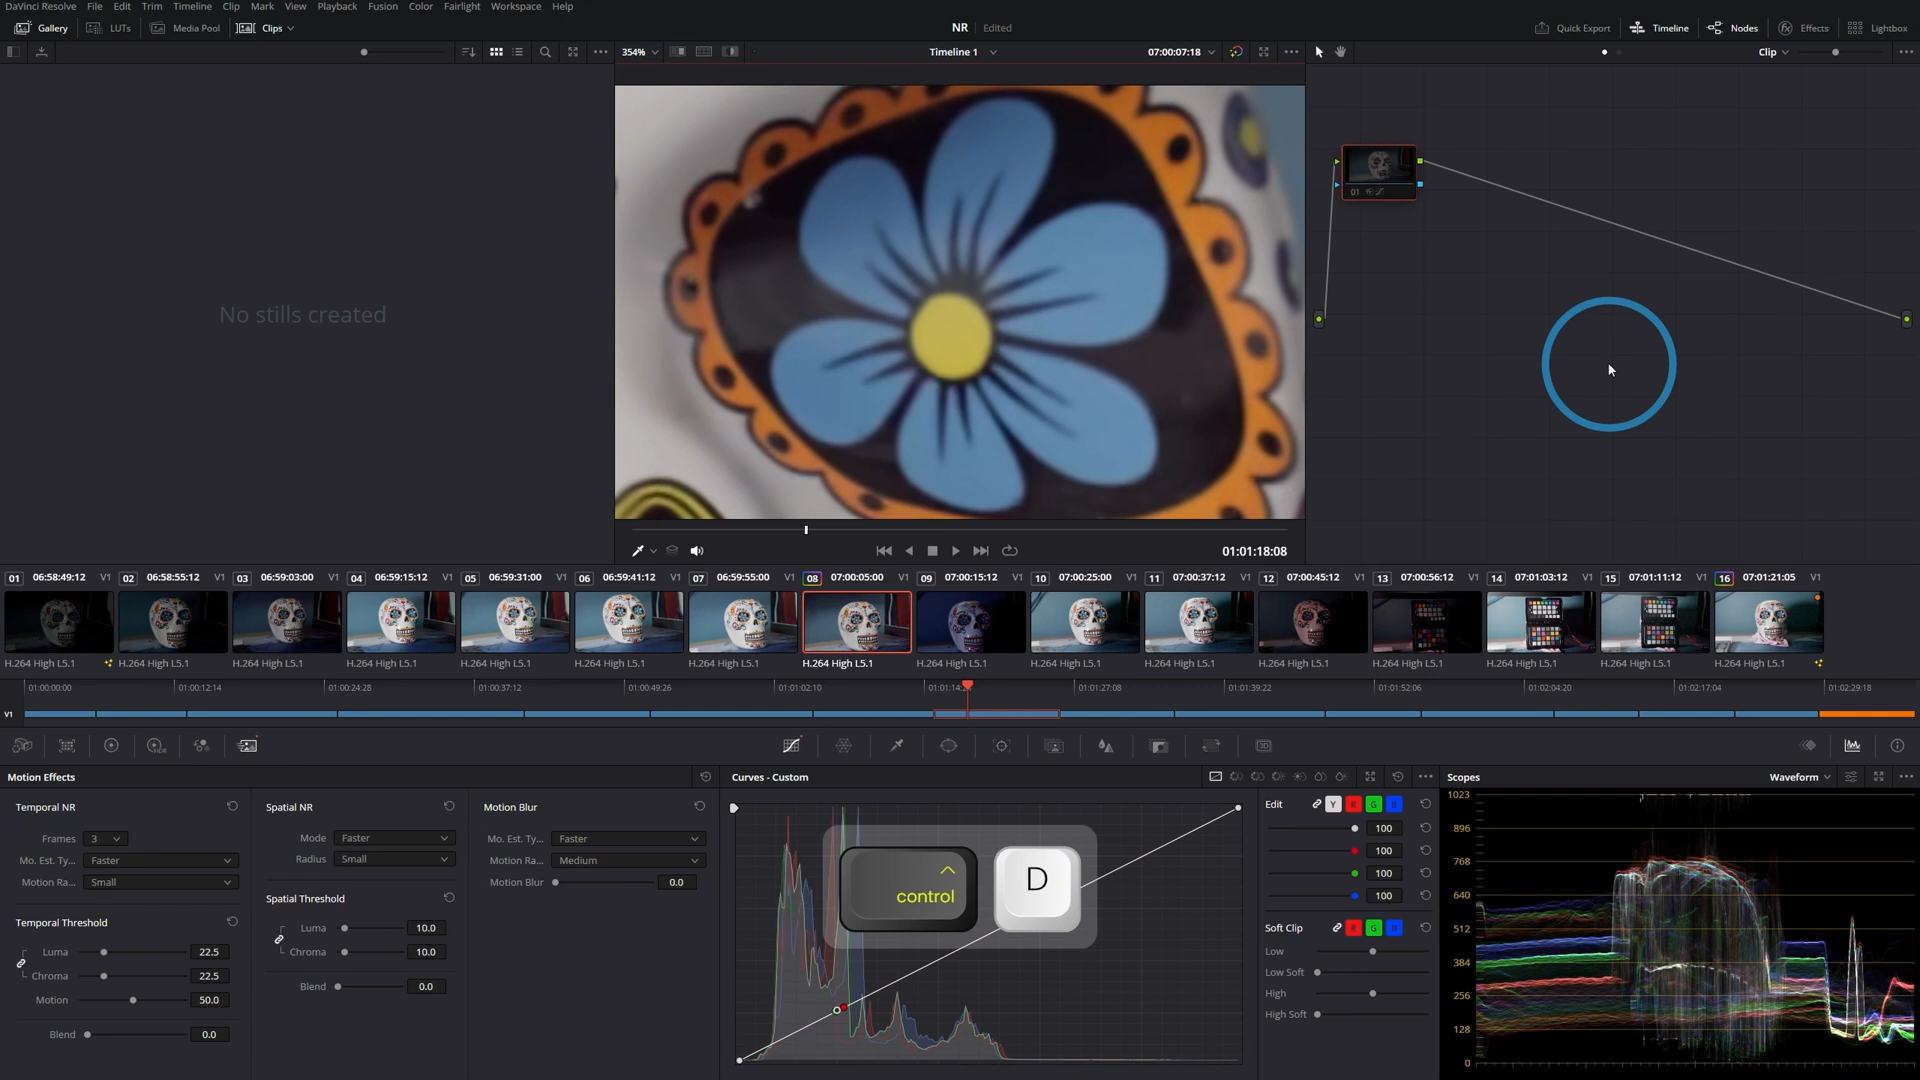 DaVinci Resolve File Edit Trim Timeline Clip Mark View Playback Fusion Color Fairlight Workspace Help
Gallery LUTs Media Pool Clips NR Edited Quick Export Timeline Nodes Effects Lightbox
354% Timeline 1 07:00:07:18 Clip
No stills created
01
01:01:18:08
01 06:58:49:12 V1 02 06:58:55:12 V1 03 06:59:03:00 V1 04 06:59:15:12 V1 05 06:59:31:00 V1 06 06:59:41:12 V1 07 06:59:55:00 V1 08 07:00:05:00 V1 09 07:00:15:12 V1 10 07:00:25:00 V1 11 07:00:37:12 V1 12 07:00:45:12 V1 13 07:00:56:12 V1 14 07:01:03:12 V1 15 07:01:11:12 V1 16 07:01:21:05 V1
H.264 High L5.1 H.264 High L5.1 H.264 High L5.1 H.264 High L5.1 H.264 High L5.1 H.264 High L5.1 H.264 High L5.1 H.264 High L5.1 H.264 High L5.1 H.264 High L5.1 H.264 High L5.1 H.264 High L5.1 H.264 High L5.1 H.264 High L5.1 H.264 High L5.1 H.264 High L5.1
01:00:00:00 01:00:12:14 01:00:24:28 01:00:37:12 01:00:49:26 01:01:02:10 01:01:14:2 01:01:27:08 01:01:39:22 01:01:52:06 01:02:04:20 01:02:17:04 01:02:29:18
V1
Motion Effects
Temporal NR
Frames 3
Mo. Est. Ty... Faster
Motion Ra... Small
Temporal Threshold
Luma 22.5
Chroma 22.5
Motion 50.0
Blend 0.0
Spatial NR
Mode Faster
Radius Small
Spatial Threshold
Luma 10.0
Chroma 10.0
Blend 0.0
Motion Blur
Mo. Est. Ty... Faster
Motion Ra... Medium
Motion Blur 0.0
Curves - Custom
control
D
Edit Y R G B
100
100
100
100
Soft Clip R G B
Low
Low Soft
High
High Soft
Scopes Waveform
1023
896
768
640
512
384
256
128
0